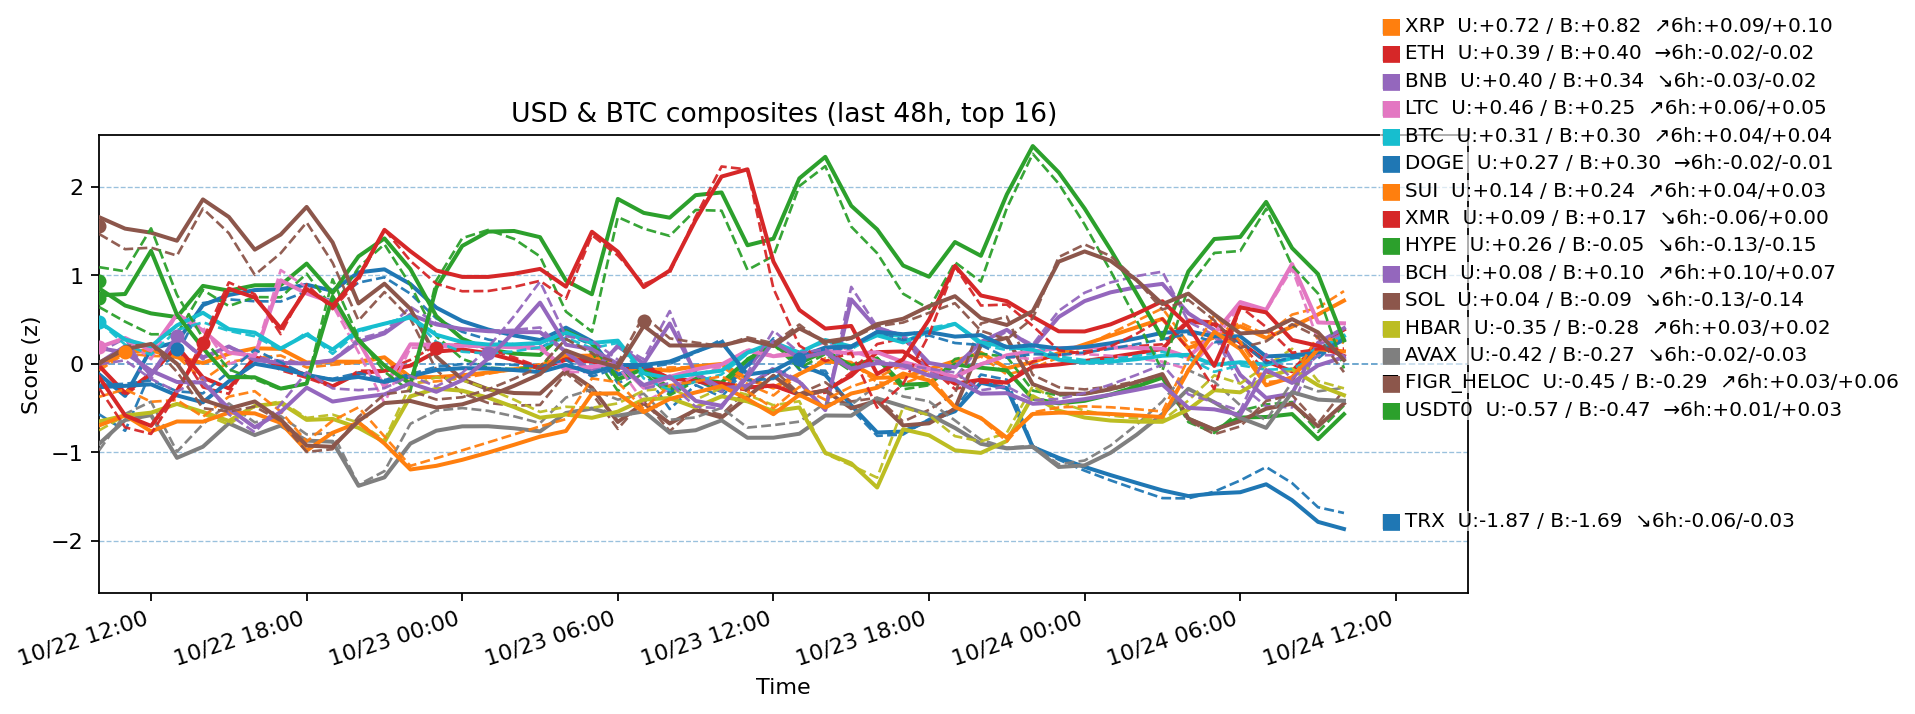 XRP  U:+0.72 / B:+0.82  ↗6h:+0.09/+0.10
ETH  U:+0.39 / B:+0.40  →6h:-0.02/-0.02
BNB  U:+0.40 / B:+0.34  ↘6h:-0.03/-0.02
LTC  U:+0.46 / B:+0.25  ↗6h:+0.06/+0.05
USD & BTC composites (last 48h, top 16)
BTC  U:+0.31 / B:+0.30  ↗6h:+0.04/+0.04
DOGE  U:+0.27 / B:+0.30  →6h:-0.02/-0.01
SUI  U:+0.14 / B:+0.24  ↗6h:+0.04/+0.03
XMR  U:+0.09 / B:+0.17  ↘6h:-0.06/+0.00
HYPE  U:+0.26 / B:-0.05  ↘6h:-0.13/-0.15
BCH  U:+0.08 / B:+0.10  ↗6h:+0.10/+0.07
SOL  U:+0.04 / B:-0.09  ↘6h:-0.13/-0.14
HBAR  U:-0.35 / B:-0.28  ↗6h:+0.03/+0.02
AVAX  U:-0.42 / B:-0.27  ↘6h:-0.02/-0.03
FIGR_HELOC  U:-0.45 / B:-0.29  ↗6h:+0.03/+0.06
USDT0  U:-0.57 / B:-0.47  →6h:+0.01/+0.03
TRX  U:-1.87 / B:-1.69  ↘6h:-0.06/-0.03
Score (z)
2
1
0
−1
−2
10/22 12:00
10/22 18:00
10/23 00:00
10/23 06:00
10/23 12:00
10/23 18:00
10/24 00:00
10/24 06:00
10/24 12:00
Time